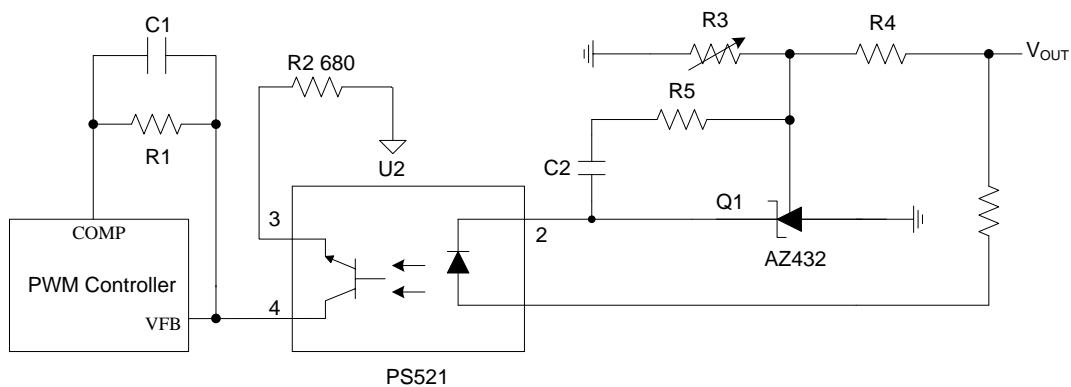 C1
R3
R4
VOUT
R2 680
R5
R1
U2
C2
3
2
Q1
COMP
AZ432
PWM Controller
4
VFB
PS521